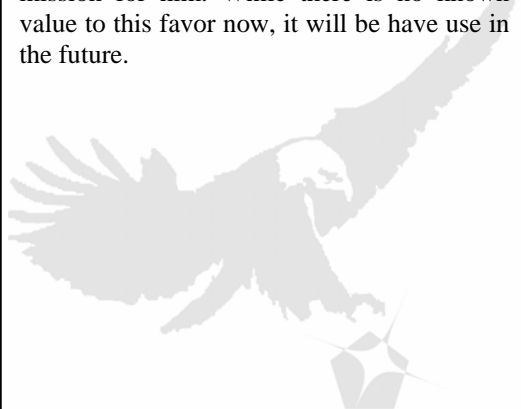 mission for him. While there is no known
value to this favor now, it will be have use in
the future.